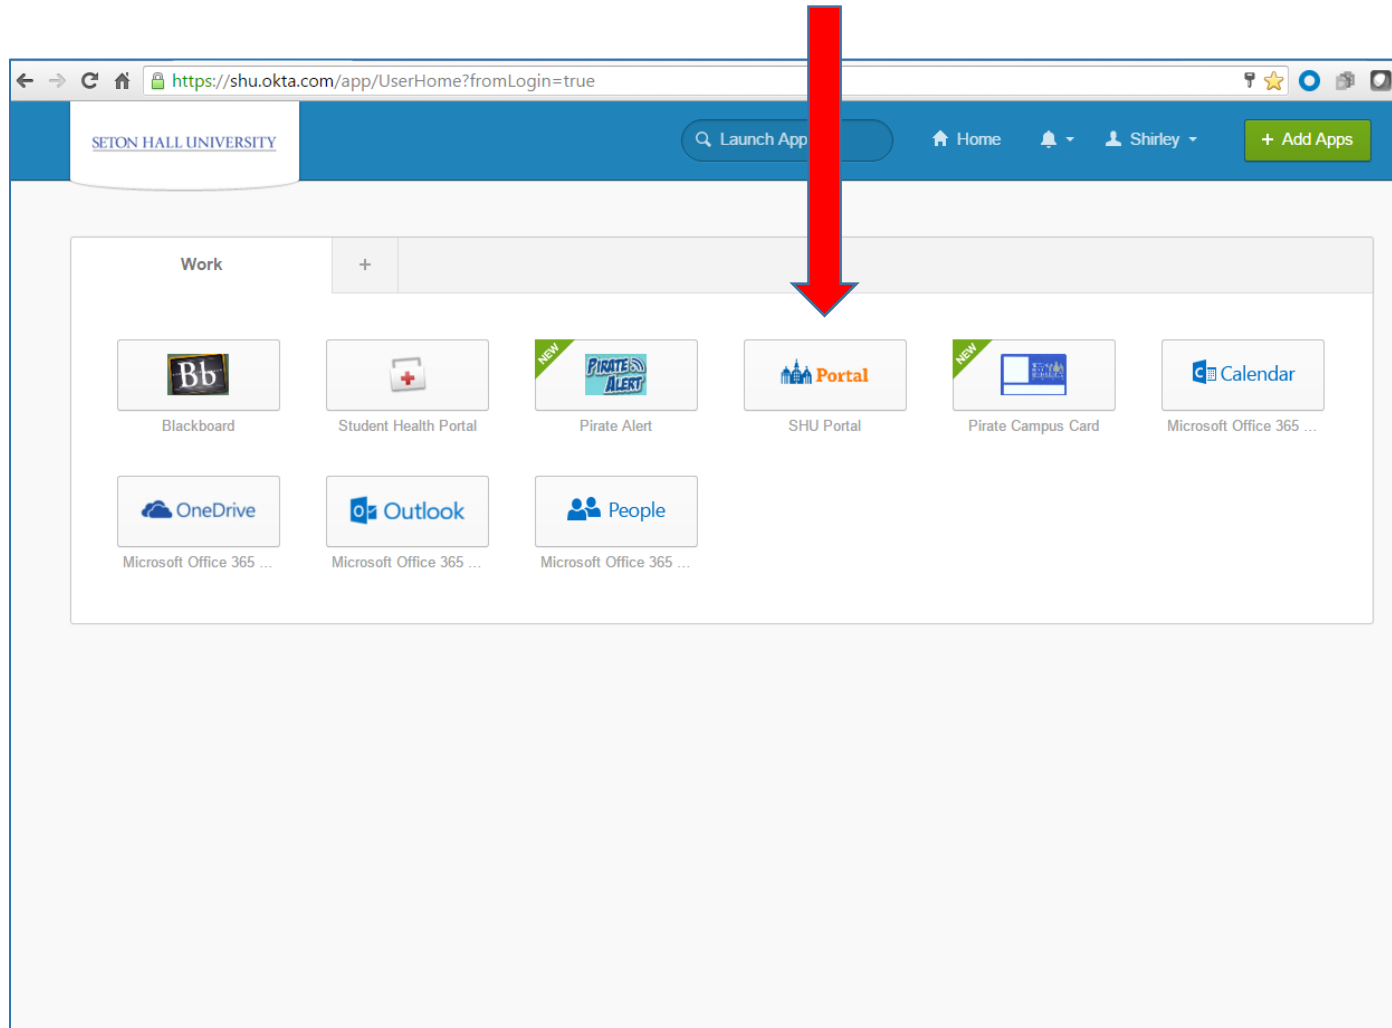 https://shu.okta.com/app/UserHome?fromLogin=true
SETON HALL UNIVERSITY
Launch App
Home
Shirley
+ Add Apps
Work
+
NEW
NEW
Bb
PIRATE ALERT
Portal
C Calendar
Blackboard
Student Health Portal
Pirate Alert
SHU Portal
Pirate Campus Card
Microsoft Office 365 ...
OneDrive
Outlook
People
Microsoft Office 365 ...
Microsoft Office 365 ...
Microsoft Office 365 ...